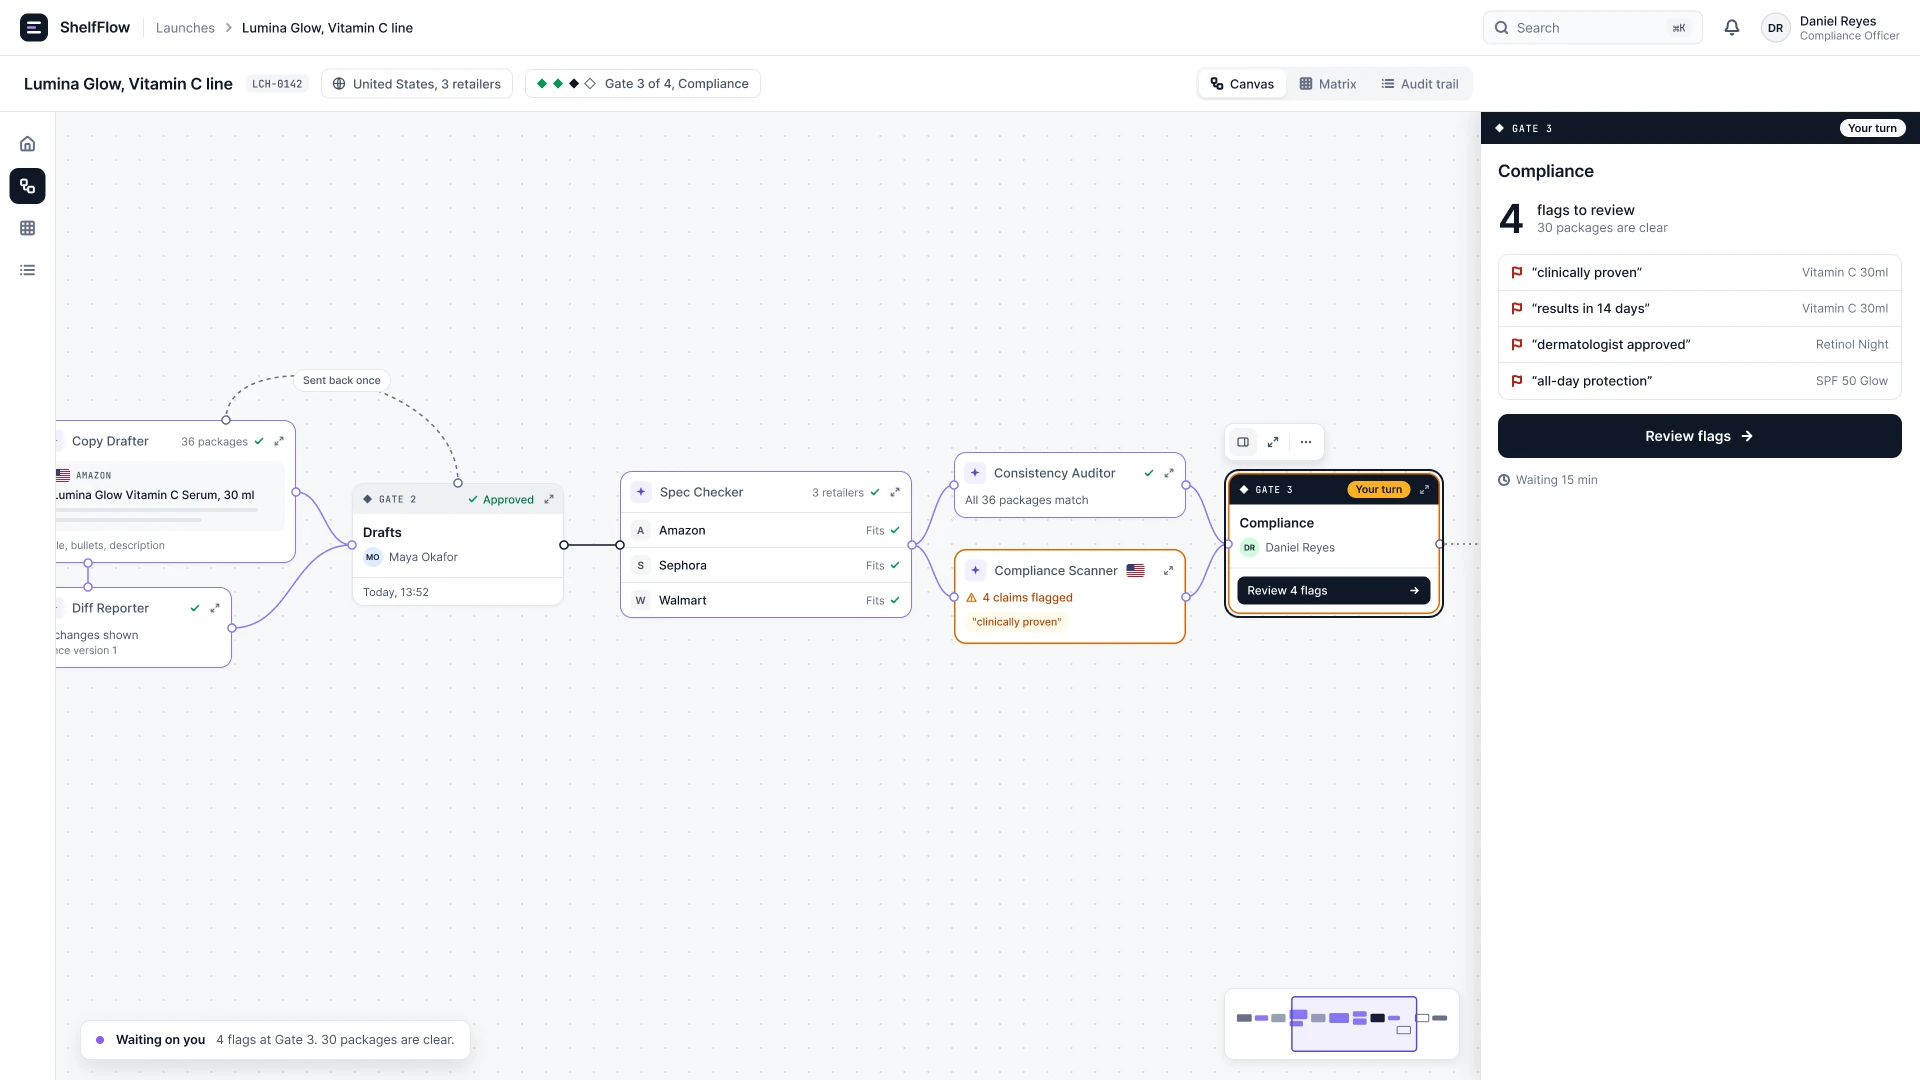 ShelfFlow
Launches
Lumina Glow, Vitamin C line
Search
⌘K
DR
Daniel Reyes
Compliance Officer
Lumina Glow, Vitamin C line
LCH-0142
United States, 3 retailers
Gate 3 of 4, Compliance
Canvas
Matrix
Audit trail
Sent back once
Copy Drafter
36 packages
AMAZON
Lumina Glow Vitamin C Serum, 30 ml
le, bullets, description
Diff Reporter
changes shown
nce version 1
GATE 2
Approved
Drafts
MO
Maya Okafor
Today, 13:52
Spec Checker
3 retailers
A
Amazon
Fits
S
Sephora
Fits
W
Walmart
Fits
Consistency Auditor
All 36 packages match
Compliance Scanner
4 claims flagged
"clinically proven"
GATE 3
Your turn
Compliance
DR
Daniel Reyes
Review 4 flags
GATE 3
Your turn
Compliance
4
flags to review
30 packages are clear
“clinically proven”
Vitamin C 30ml
“results in 14 days”
Vitamin C 30ml
“dermatologist approved”
Retinol Night
“all-day protection”
SPF 50 Glow
Review flags
Waiting 15 min
Waiting on you
4 flags at Gate 3. 30 packages are clear.